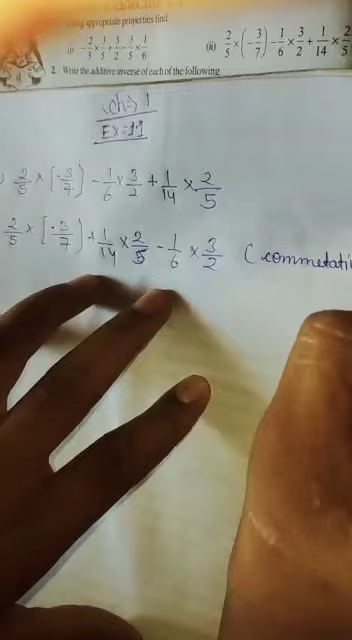 Using appropriate properties find
(i) -2/3 × 3/5 + 5/2 - 3/5 × 1/6
(ii) 2/5 × (-3/7) - 1/6 × 3/2 + 1/14 × 2/5
2. Write the additive inverse of each of the following
ch⇒ 1
Ex=1.1
) 2/5 × [-3/7) - 1/6 × 3/2 + 1/14 × 2/5
2/5 × [-3/7) + 1/14 × 2/5 - 1/6 × 3/2 (commetati